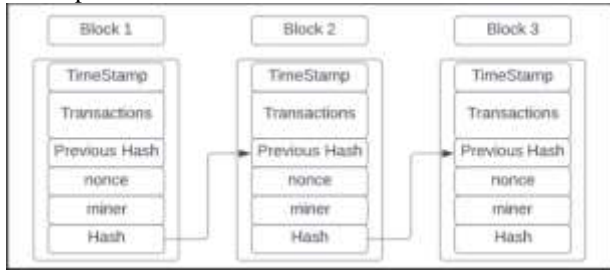 Block 1
TimeStamp
Transactions
Previous Hash
nonce
miner
Hash
Block 2
TimeStamp
Transactions
Previous Hash
nonce
miner
Hash
Block 3
TimeStamp
Transactions
Previous Hash
nonce
miner
Hash